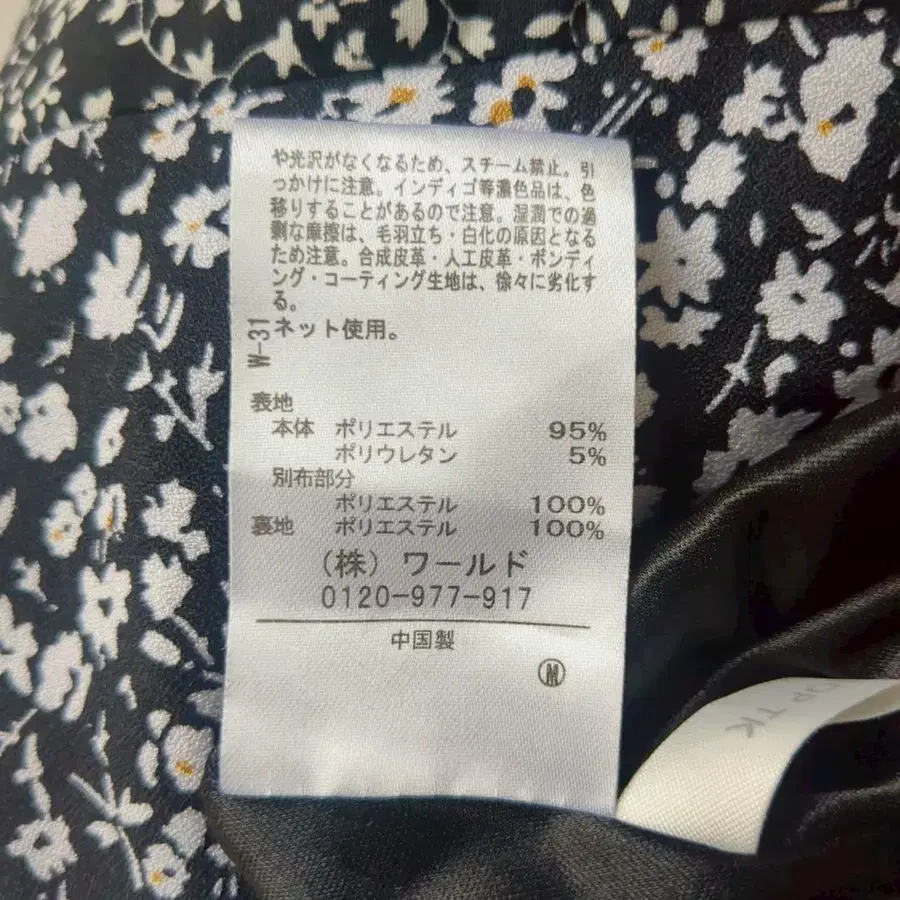 や光沢がなくなるため、スチーム禁止。引
っかけに注意。インディゴ等濃色品は、色
移りすることがあるので注意。湿潤での過
剰な摩擦は、毛羽立ち・白化の原因となる
ため注意。合成皮革・人工皮革・ボンディ
ング・コーティング生地は、徐々に劣化す
る。
W-31
ネット使用。
表地
本体 ポリエステル 95%
ポリウレタン 5%
別布部分
ポリエステル 100%
裏地 ポリエステル 100%
(株)ワールド
0120-977-917
中国製
M
TK